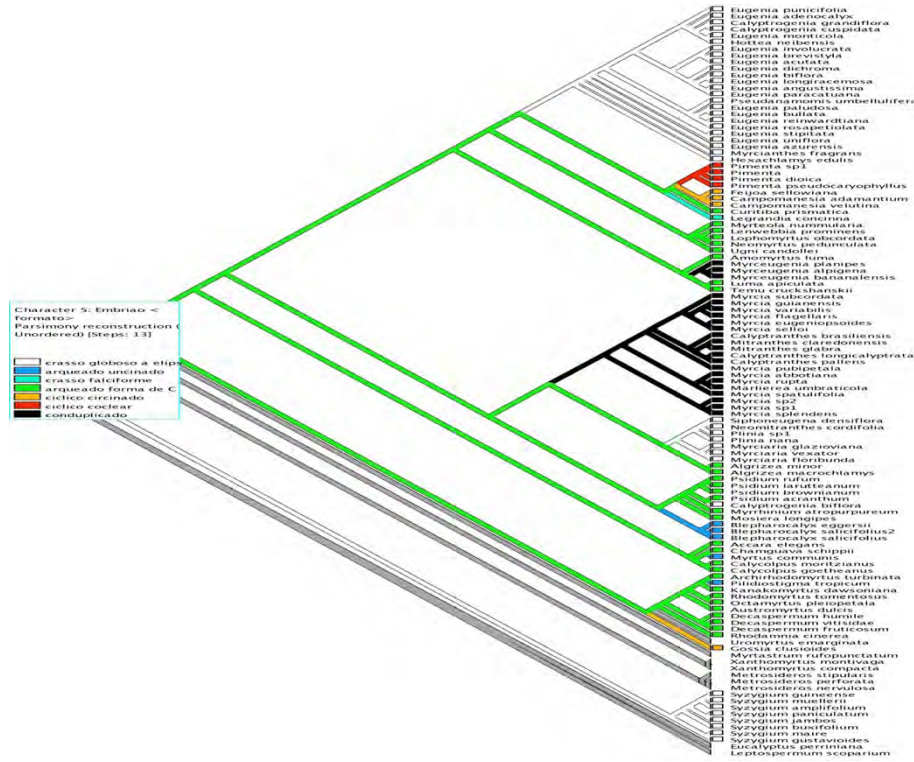 Character 5: Embriao <
formato>
Parsimony reconstruction (
Unordered) [Steps: 13]
crasso globoso a elips
arqueado uncinado
crasso falciforme
arqueado forma de C
ciclico circinado
ciclico coclear
conduplicado
Eugenia punicifolia
Eugenia adenocalyx
Calyptrogenia grandiflora
Calyptrogenia cuspidata
Eugenia monticola
Hottea neibensis
Eugenia involucrata
Eugenia brevistyla
Eugenia acutata
Eugenia dichroma
Eugenia biflora
Eugenia longiracemosa
Eugenia angustissima
Eugenia paracatuana
Pseudanamomis umbellulifera
Eugenia paludosa
Eugenia bullata
Eugenia reinwardtiana
Eugenia rosapetiolata
Eugenia stipitata
Eugenia uniflora
Eugenia azurensis
Myrcianthes fragrans
Hexachlamys edulis
Pimenta sp1
Pimenta
Pimenta dioica
Pimenta pseudocaryophyllus
Feijoa sellowiana
Campomanesia adamantium
Campomanesia velutina
Curitiba prismatica
Legrandia concinna
Myrteola nummularia
Lenwebbia prominens
Lophomyrtus obcordata
Neomyrtus pedunculata
Ugni candollei
Amomyrtus luma
Myrceugenia planipes
Myrceugenia alpigena
Myrceugenia bananalensis
Luma apiculata
Temu cruckshanskii
Myrcia subcordata
Myrcia guianensis
Myrcia variabilis
Myrcia flagellaris
Myrcia eugeniopsoides
Myrcia selloi
Calyptranthes brasiliensis
Mitranthes claredonensis
Mitranthes glabra
Calyptranthes longicalyptrata
Calyptranthes pallens
Myrcia pubipetala
Myrcia abbotiana
Myrcia rupta
Marlierea umbraticola
Myrcia spatulifolia
Myrcia sp2
Myrcia sp1
Myrcia splendens
Siphoneugena densiflora
Neomitranthes cordifolia
Plinia sp1
Plinia nana
Myrciaria glazioviana
Myrciaria vexator
Myrciaria floribunda
Algrizea minor
Algrizea macrochlamys
Psidium rufum
Psidium larutteanum
Psidium brownianum
Psidium acranthum
Calyptrogenia biflora
Myrrhinium atropurpureum
Mosiera longipes
Blepharocalyx eggersii
Blepharocalyx salicifolius2
Blepharocalyx salicifolius
Accara elegans
Chamguava schippii
Myrtus communis
Calycolpus moritzianus
Calycolpus goetheanus
Archirhodomyrtus turbinata
Pilidiostigma tropicum
Kanakomyrtus dawsoniana
Rhodomyrtus tomentosus
Octamyrtus pleiopetala
Austromyrtus dulcis
Decaspermum humile
Decaspermum vitisidae
Decaspermum fruticosum
Rhodamnia cinerea
Uromyrtus emarginata
Gossia clusioides
Myrtastrum rufopunctatum
Xanthomyrtus montivaga
Xanthomyrtus compacta
Metrosideros stipularis
Metrosideros perforata
Metrosideros nervulosa
Syzygium guineense
Syzygium muellerii
Syzygium amplifolium
Syzygium paniculatum
Syzygium jambos
Syzygium buxifolium
Syzygium maire
Syzygium gustavioides
Eucalyptus perriniana
Leptospermum scoparium